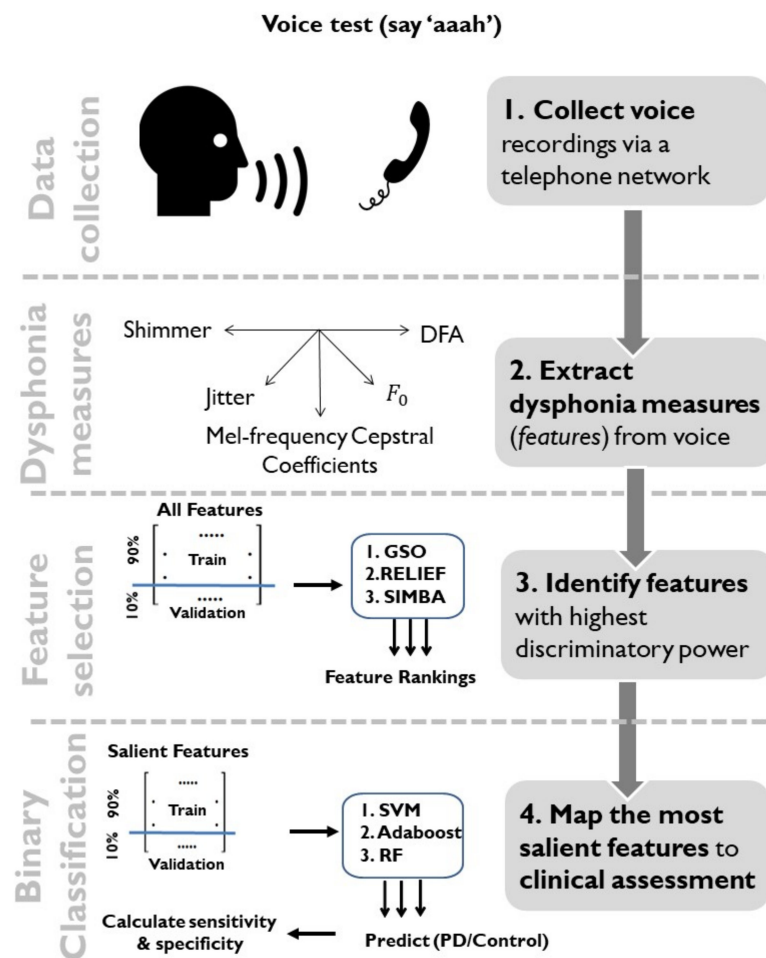 Voice test (say ‘aaah’)
Data
collection
1. Collect voice
recordings via a
telephone network
Dysphonia
measures
Shimmer
DFA
Jitter
F₀
Mel-frequency Cepstral
Coefficients
2. Extract
dysphonia measures
(features) from voice
Feature
selection
All Features
90%
.....
Train
10%
.....
Validation
1. GSO
2.RELIEF
3. SIMBA
Feature Rankings
3. Identify features
with highest
discriminatory power
Binary
Classification
Salient Features
90%
.....
Train
10%
.....
Validation
1. SVM
2. Adaboost
3. RF
Predict (PD/Control)
Calculate sensitivity
& specificity
4. Map the most
salient features to
clinical assessment